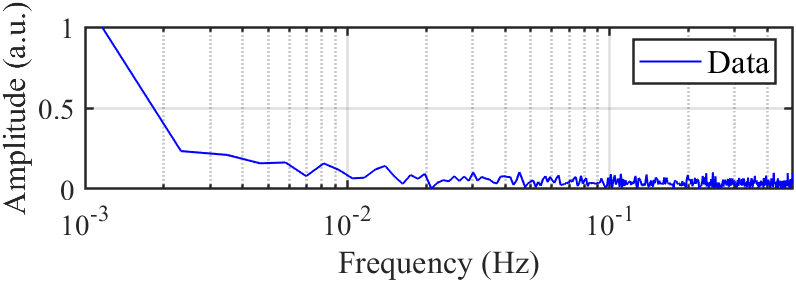 Amplitude (a.u.)
1
0.5
0
Data
10^-3
10^-2
10^-1
Frequency (Hz)